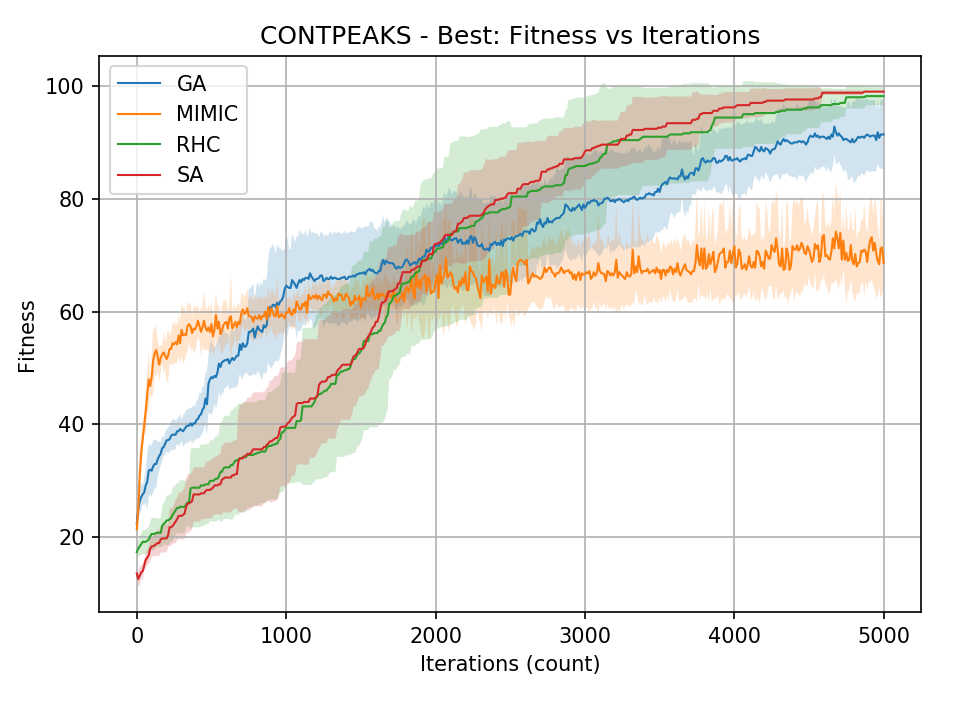 CONTPEAKS - Best: Fitness vs Iterations
GA
MIMIC
RHC
SA
100
80
60
40
20
Fitness
0 1000 2000 3000 4000 5000
Iterations (count)